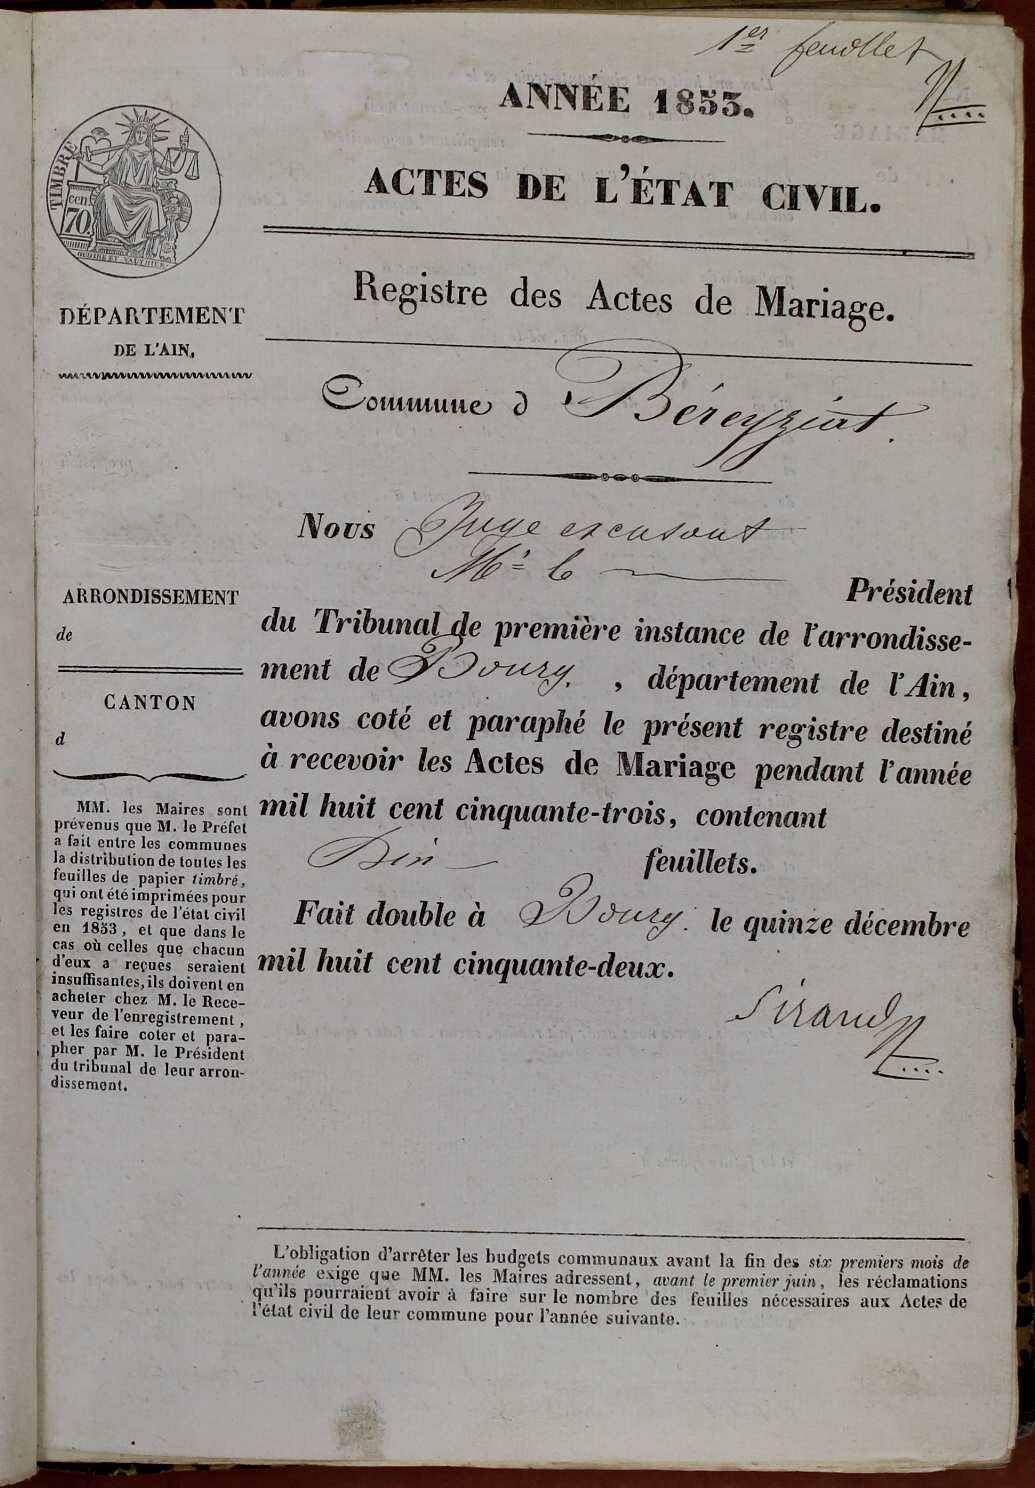 1er feuillet
ANNÉE 1853.
ACTES DE L'ÉTAT CIVIL.
TIMBRE
cen
70.
OUDINE ET VAUTHIER
Registre des Actes de Mariage.
DÉPARTEMENT
DE L'AIN,
Commune d Béreyziat.
Nous Juge excusant
Mr le
Président
du Tribunal de première instance de l'arrondisse-
ment de Bourg. , département de l'Ain,
avons coté et paraphé le présent registre destiné
à recevoir les Actes de Mariage pendant l'année
mil huit cent cinquante-trois, contenant
Dix feuillets.
Fait double à Bourg. le quinze décembre
mil huit cent cinquante-deux.
Sirand
ARRONDISSEMENT
de
CANTON
d
MM. les Maires sont
prévenus que M. le Préfet
a fait entre les communes
la distribution de toutes les
feuilles de papier timbré,
qui ont été imprimées pour
les registres de l'état civil
en 1853, et que dans le
cas où celles que chacun
d'eux a reçues seraient
insuffisantes, ils doivent en
acheter chez M. le Rece-
veur de l'enregistrement,
et les faire coter et para-
pher par M. le Président
du tribunal de leur arron-
dissement.
L'obligation d'arrêter les budgets communaux avant la fin des six premiers mois de
l'année exige que MM. les Maires adressent, avant le premier juin, les réclamations
qu'ils pourraient avoir à faire sur le nombre des feuilles nécessaires aux Actes de
l'état civil de leur commune pour l'année suivante.